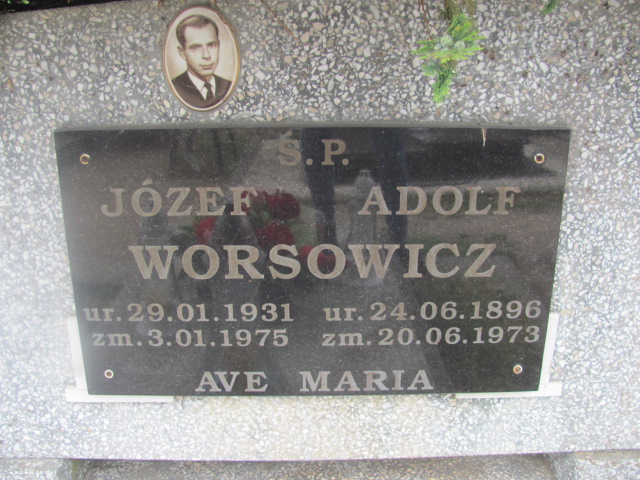 Ś.P.
JÓZEF ADOLF
WORSOWICZ
ur.29.01.1931 ur.24.06.1896
zm.3.01.1975 zm.20.06.1973
AVE MARIA